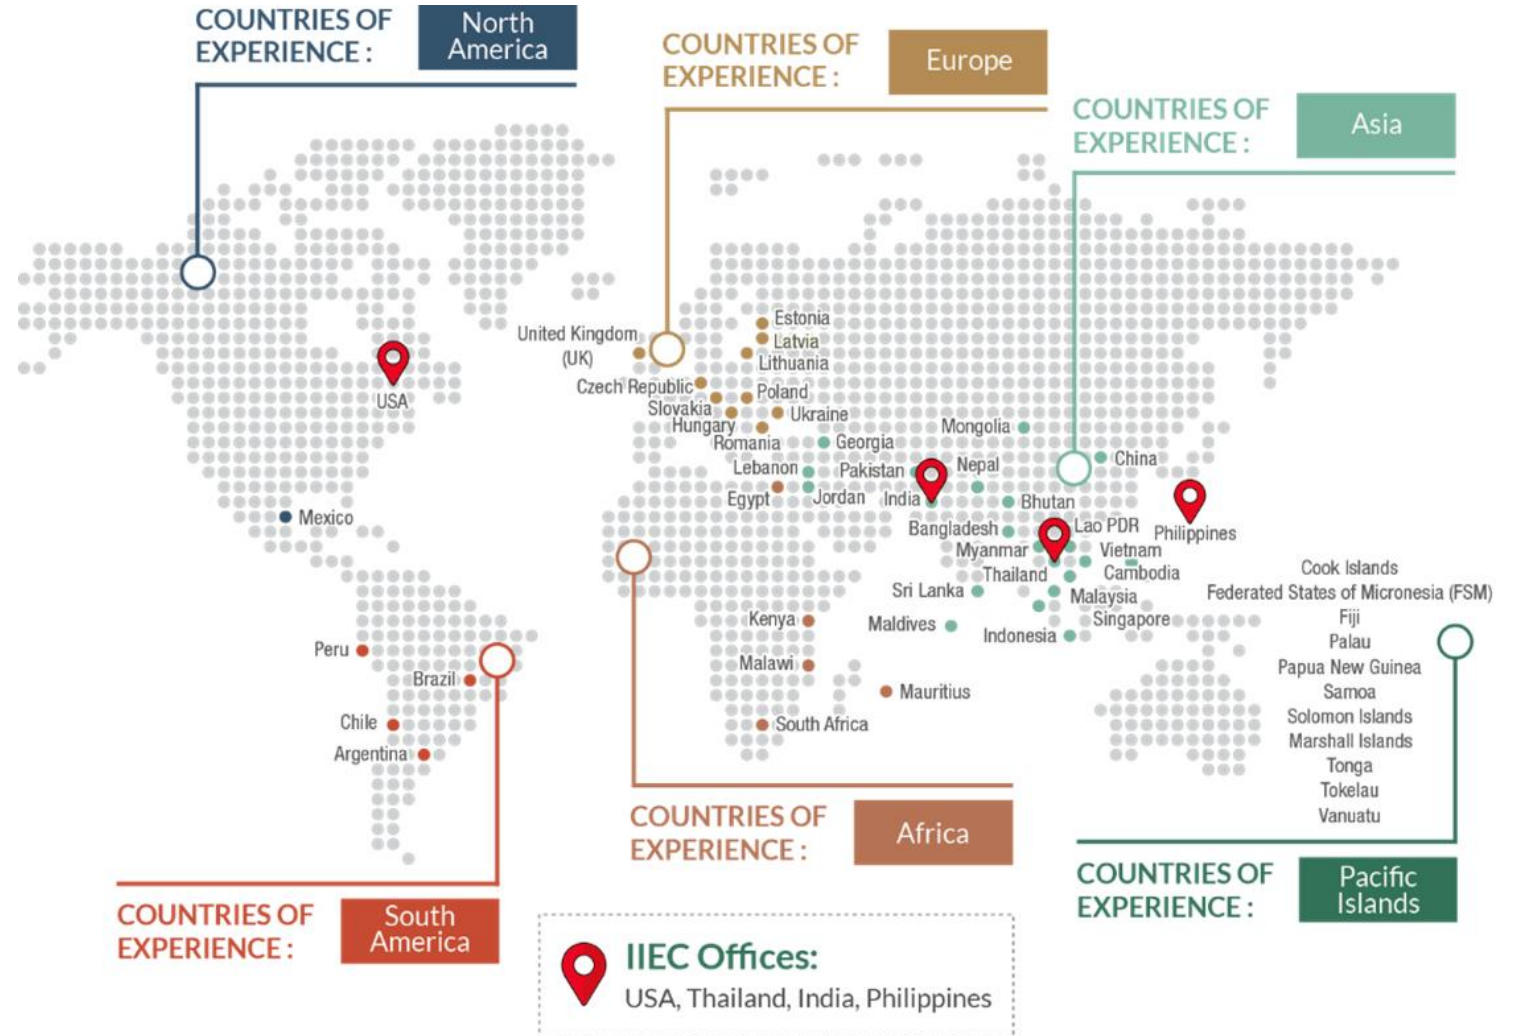 COUNTRIES OF
EXPERIENCE :
North
America
COUNTRIES OF
EXPERIENCE :
Europe
COUNTRIES OF
EXPERIENCE :
Asia
United Kingdom
(UK)
Estonia
Latvia
Lithuania
Czech Republic
Poland
Slovakia
Ukraine
Hungary
Romania
USA
Mexico
Georgia
Mongolia
Lebanon
Pakistan
Nepal
China
Egypt
Jordan
India
Bhutan
Bangladesh
Lao PDR
Philippines
Myanmar
Vietnam
Thailand
Cambodia
Sri Lanka
Malaysia
Singapore
Maldives
Indonesia
Kenya
Malawi
Mauritius
South Africa
Peru
Brazil
Chile
Argentina
Cook Islands
Federated States of Micronesia (FSM)
Fiji
Palau
Papua New Guinea
Samoa
Solomon Islands
Marshall Islands
Tonga
Tokelau
Vanuatu
COUNTRIES OF
EXPERIENCE :
Africa
COUNTRIES OF
EXPERIENCE :
Pacific
Islands
COUNTRIES OF
EXPERIENCE :
South
America
IIEC Offices:
USA, Thailand, India, Philippines